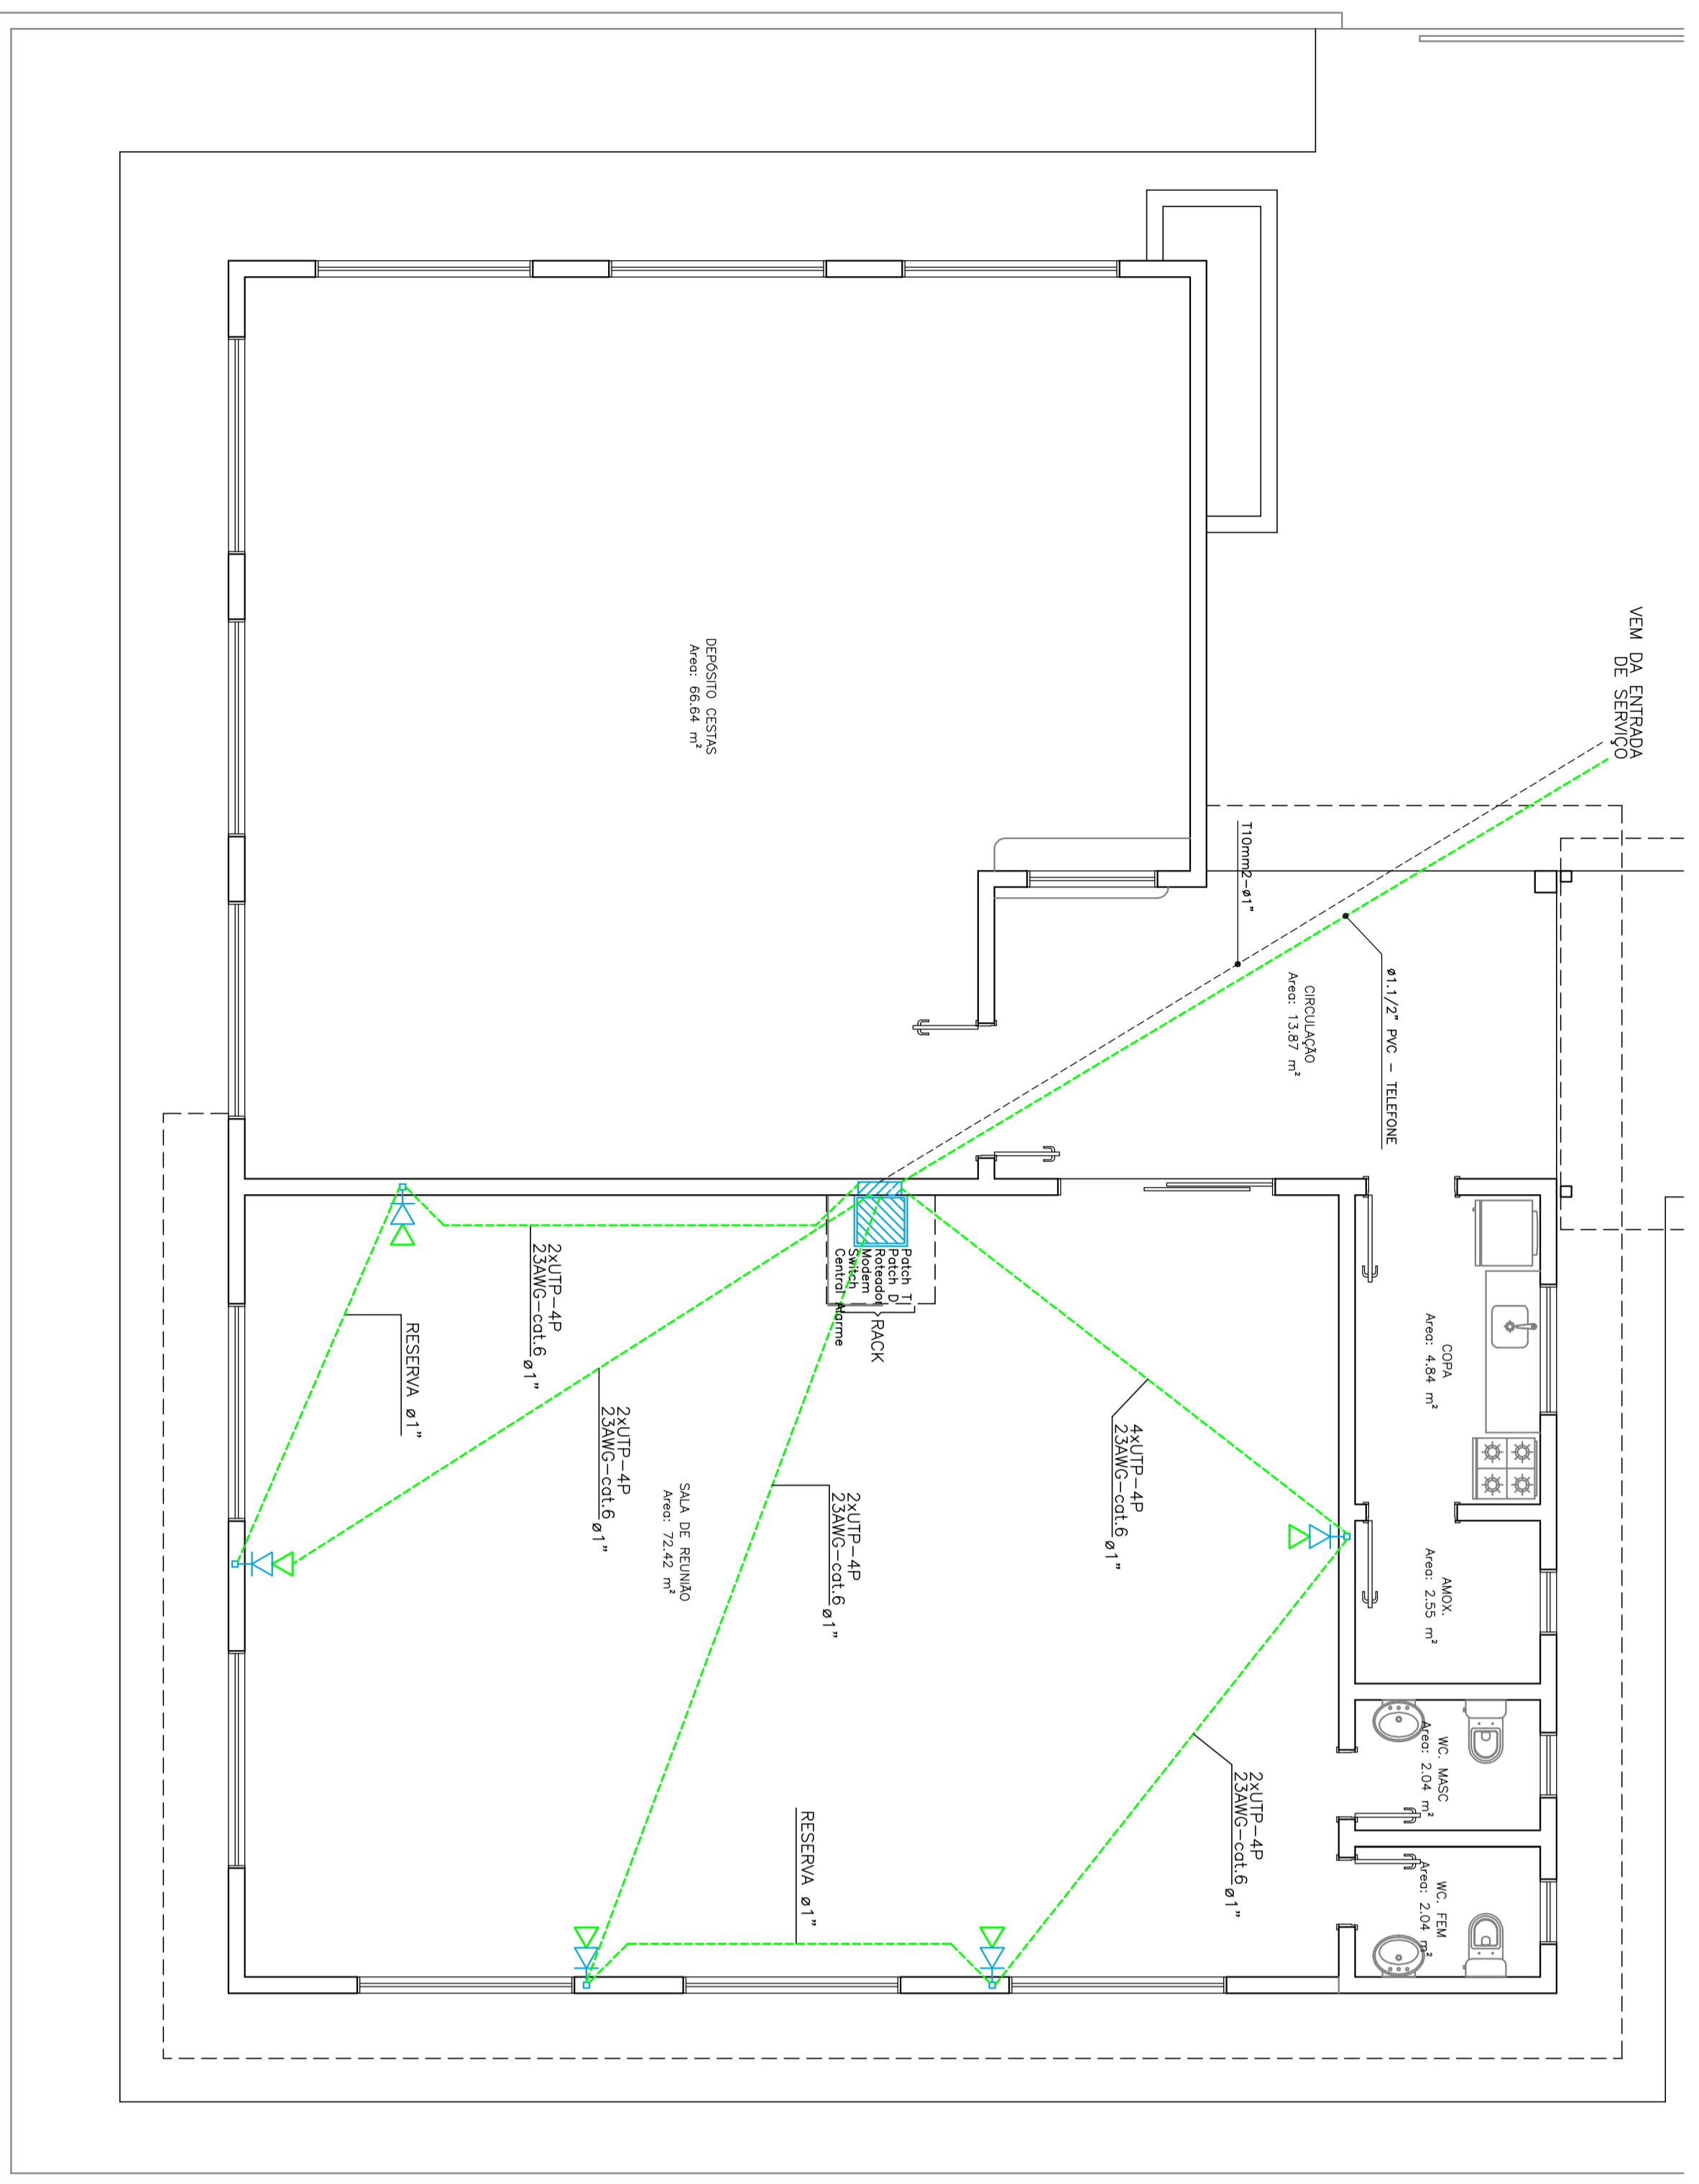 VEM DA ENTRADA
DE SERVIÇO
T10mm2-ø1"
ø1.1/2" PVC - TELEFONE
CIRCULAÇÃO
Area: 13.87 m²
DEPÓSITO CESTAS
Area: 66.64 m²
Patch T
Patch D
Roteador
Modem
Switch
Central Alarme
RACK
COPA
Area: 4.84 m²
AMOX.
Area: 2.55 m²
WC. MASC
Area: 2.04 m²
WC. FEM
Area: 2.04 m²
4xUTP-4P
23AWG-cat.6
ø1"
2xUTP-4P
23AWG-cat.6
ø1"
2xUTP-4P
23AWG-cat.6
ø1"
SALA DE REUNIÃO
Area: 72.42 m²
2xUTP-4P
23AWG-cat.6
ø1"
2xUTP-4P
23AWG-cat.6
ø1"
RESERVA ø1"
RESERVA ø1"